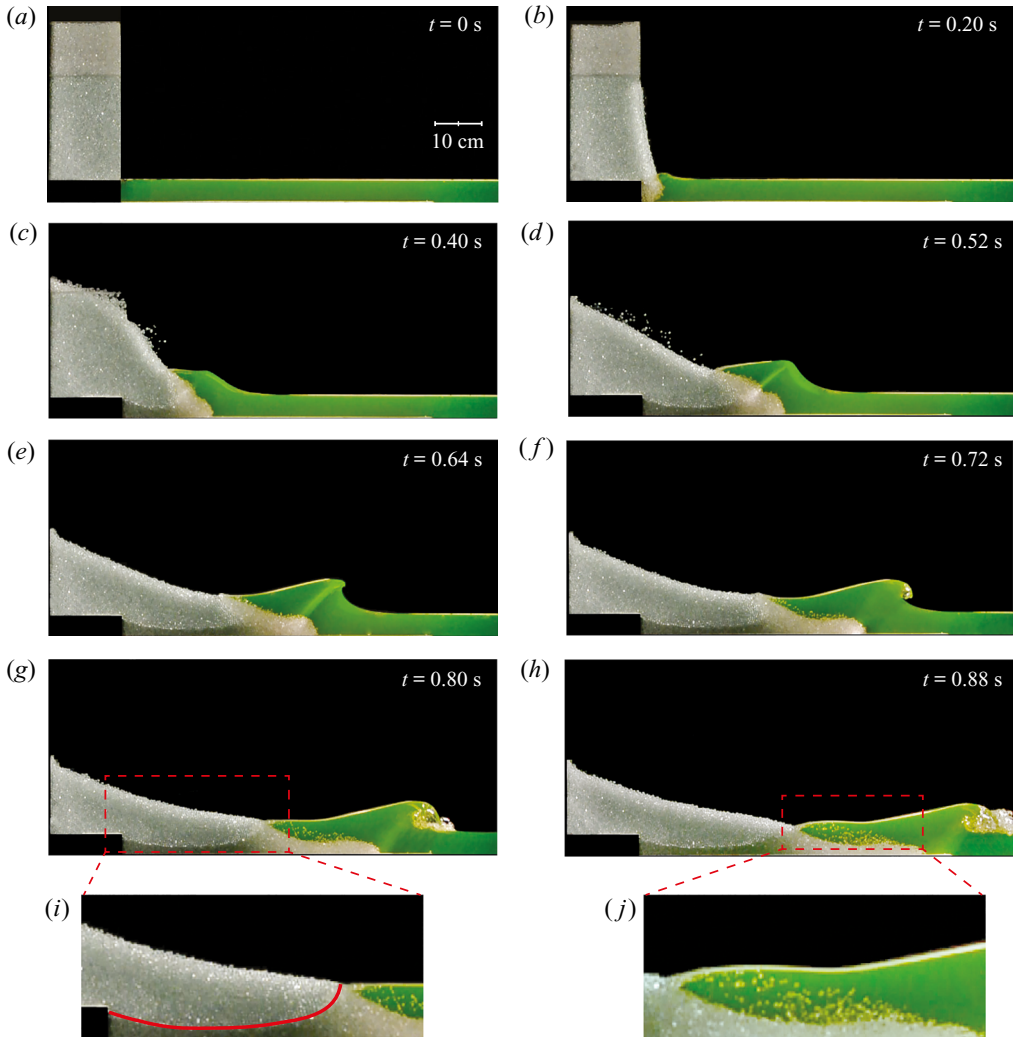 (a)
t = 0 s
10 cm
(b)
t = 0.20 s
(c)
t = 0.40 s
(d)
t = 0.52 s
(e)
t = 0.64 s
(f)
t = 0.72 s
(g)
t = 0.80 s
(h)
t = 0.88 s
(i)
(j)